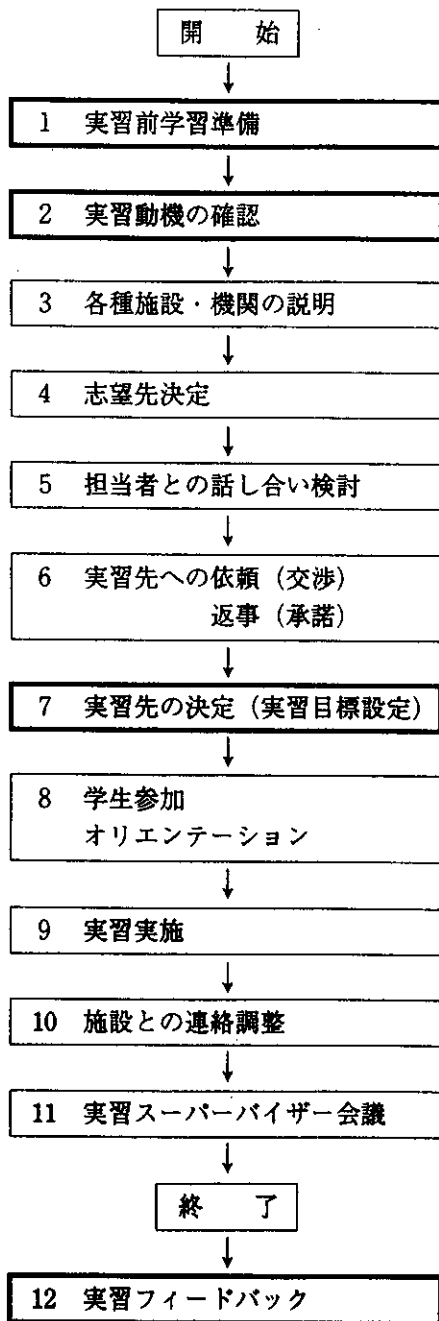 開　始
1　実習前学習準備
2　実習動機の確認
3　各種施設・機関の説明
4　志望先決定
5　担当者との話し合い検討
6　実習先への依頼（交渉）
返事（承諾）
7　実習先の決定（実習目標設定）
8　学生参加
オリエンテーション
9　実習実施
10　施設との連絡調整
11　実習スーパーバイザー会議
終　了
12　実習フィードバック